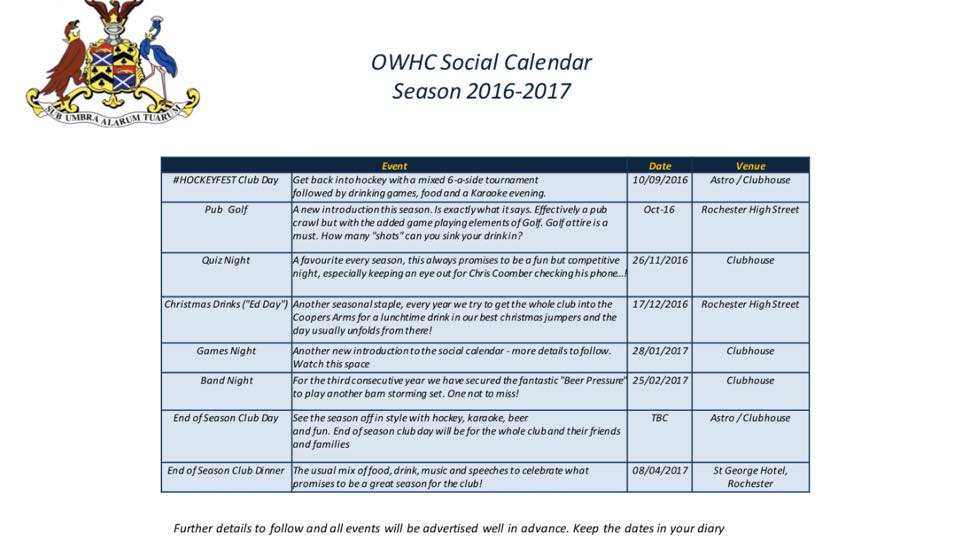 SUB UMBRA ALARUM TUARUM
OWHC Social Calendar
Season 2016-2017
Event Date Venue
#HOCKEYFEST Club Day Get back into hockey with a mixed 6-a-side tournament 10/09/2016 Astro / Clubhouse
followed by drinking games, food and a Karaoke evening.
Pub Golf A new introduction this season. Is exactly what it says. Effectively a pub Oct-16 Rochester High Street
crawl but with the added game playing elements of Golf. Golf attire is a
must. How many "shots" can you sink your drink in?
Quiz Night A favourite every season, this always promises to be a fun but competitive 26/11/2016 Clubhouse
night, especially keeping an eye out for Chris Coomber checking his phone...!
Christmas Drinks ("Ed Day") Another seasonal staple, every year we try to get the whole club into the 17/12/2016 Rochester High Street
Coopers Arms for a lunchtime drink in our best christmas jumpers and the
day usually unfolds from there!
Games Night Another new introduction to the social calendar - more details to follow. 28/01/2017 Clubhouse
Watch this space
Band Night For the third consecutive year we have secured the fantastic "Beer Pressure" 25/02/2017 Clubhouse
to play another barn storming set. One not to miss!
End of Season Club Day See the season off in style with hockey, karaoke, beer TBC Astro / Clubhouse
and fun. End of season club day will be for the whole club and their friends
and families
End of Season Club Dinner The usual mix of food, drink, music and speeches to celebrate what 08/04/2017 St George Hotel,
promises to be a great season for the club! Rochester
Further details to follow and all events will be advertised well in advance. Keep the dates in your diary